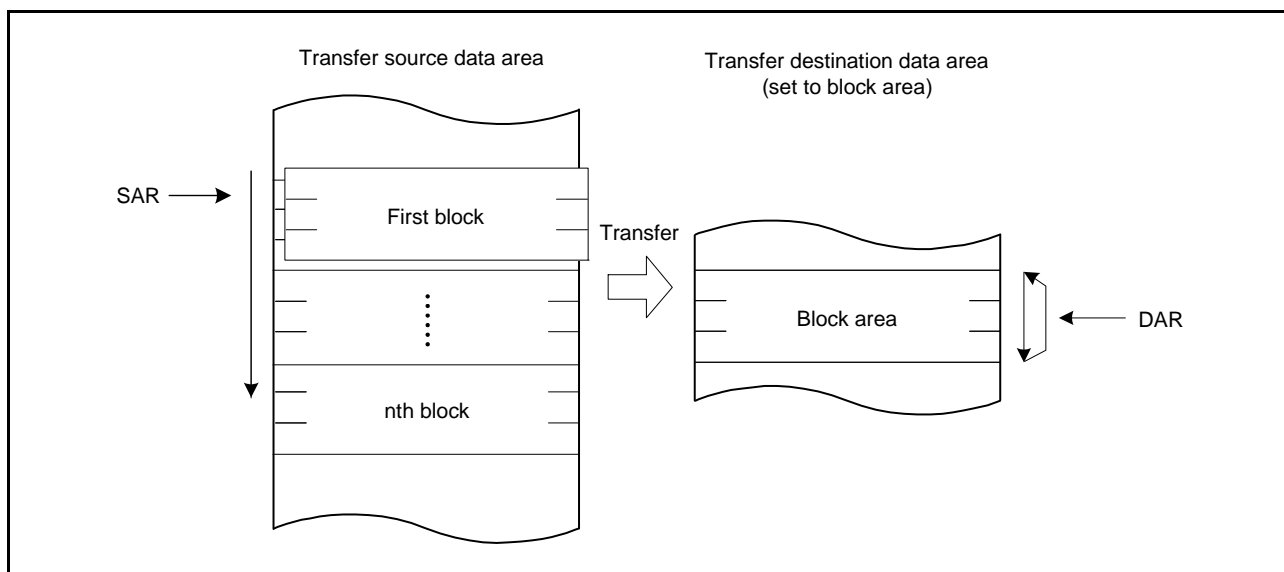 Transfer source data area
Transfer destination data area
(set to block area)
SAR
First block
Transfer
Block area
DAR
nth block